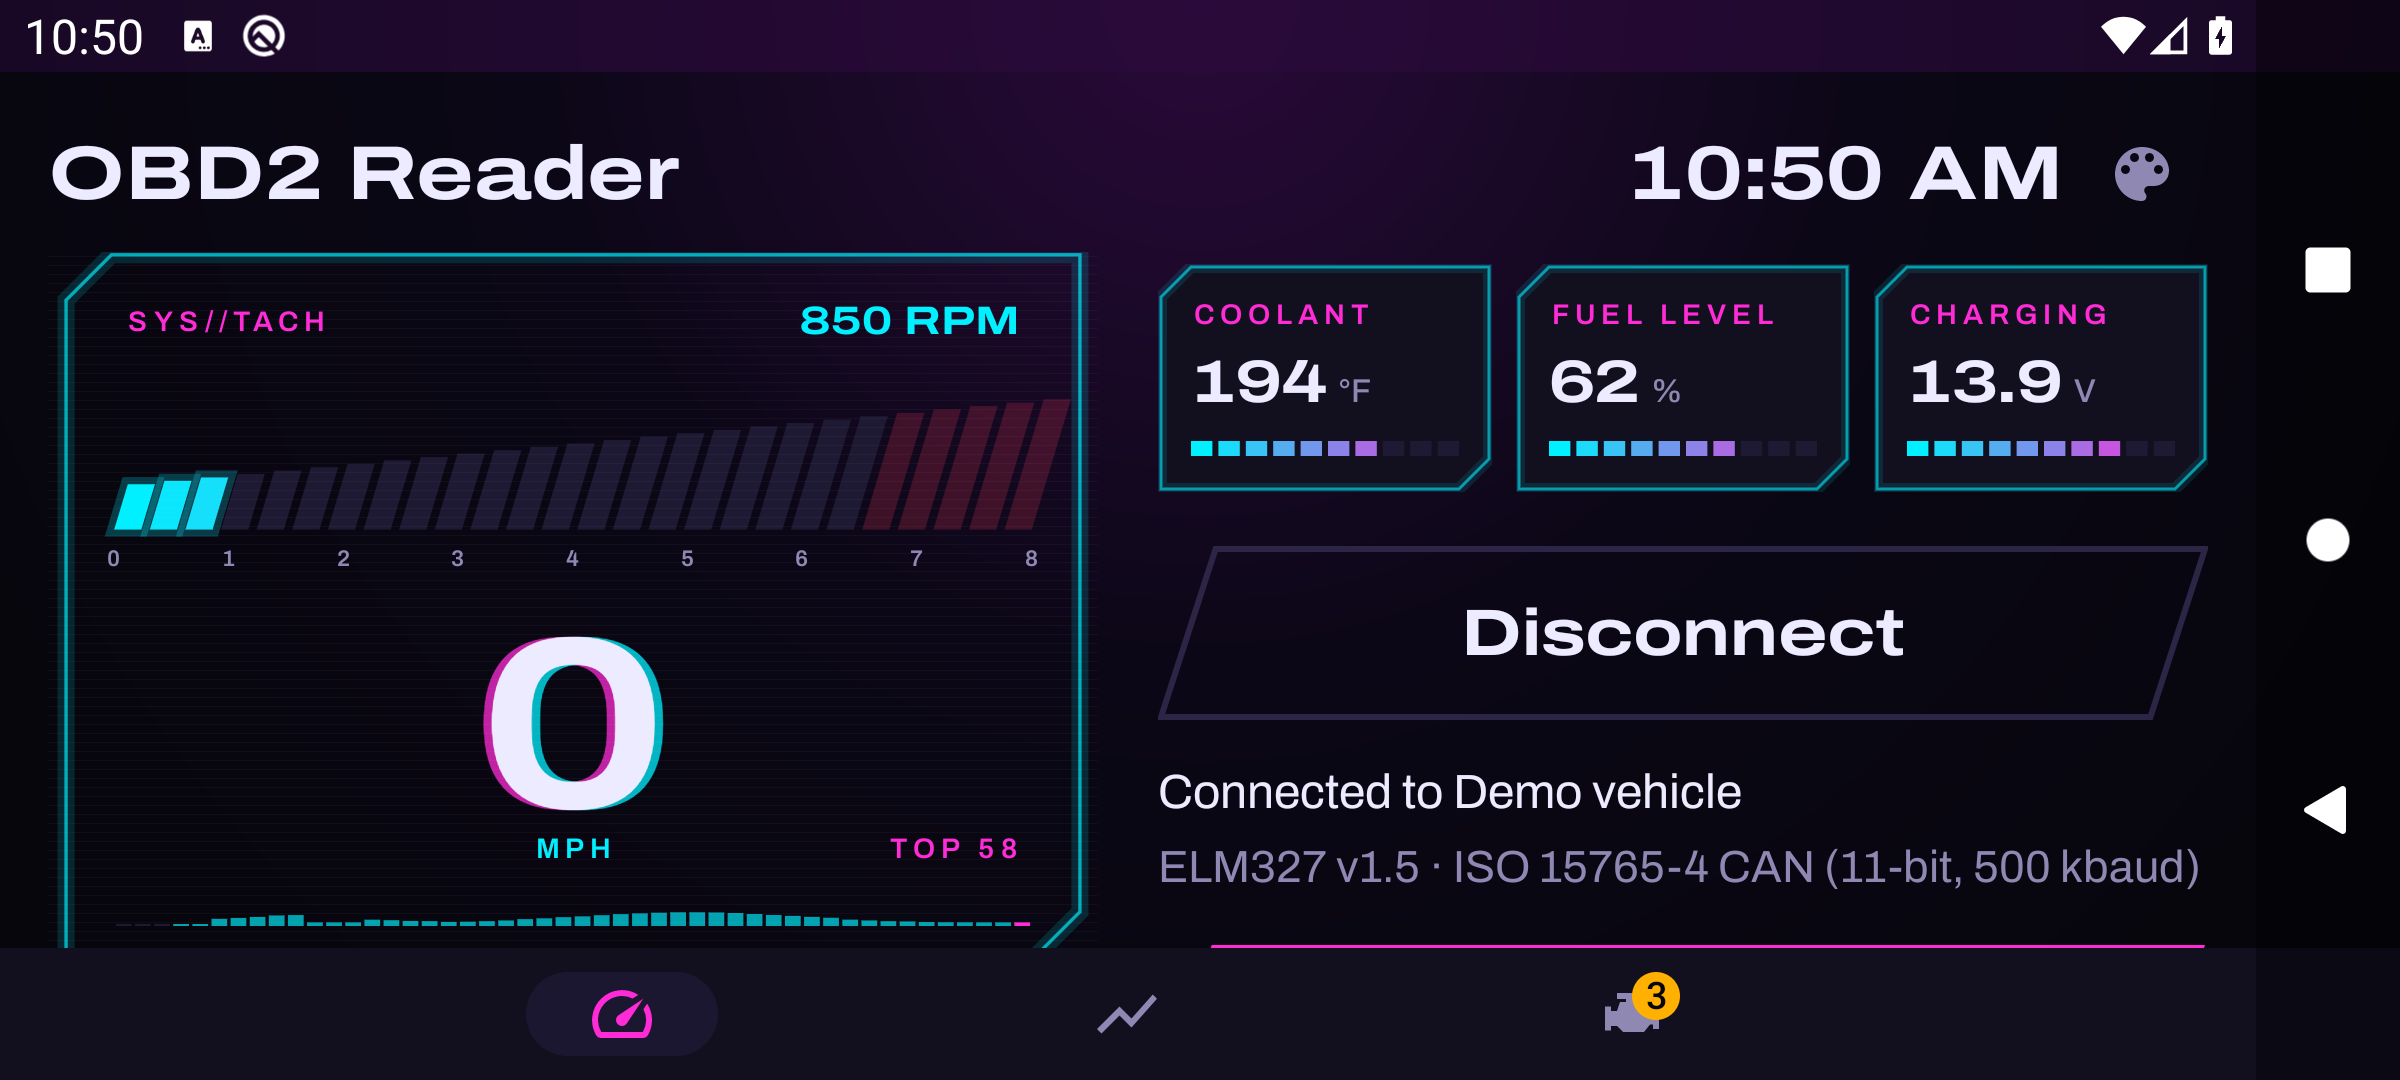 10:50
OBD2 Reader
10:50 AM
SYS//TACH
850 RPM
0 1 2 3 4 5 6 7 8
0
MPH
TOP 58
COOLANT
194 °F
FUEL LEVEL
62 %
CHARGING
13.9 V
Disconnect
Connected to Demo vehicle
ELM327 v1.5 · ISO 15765-4 CAN (11-bit, 500 kbaud)
3